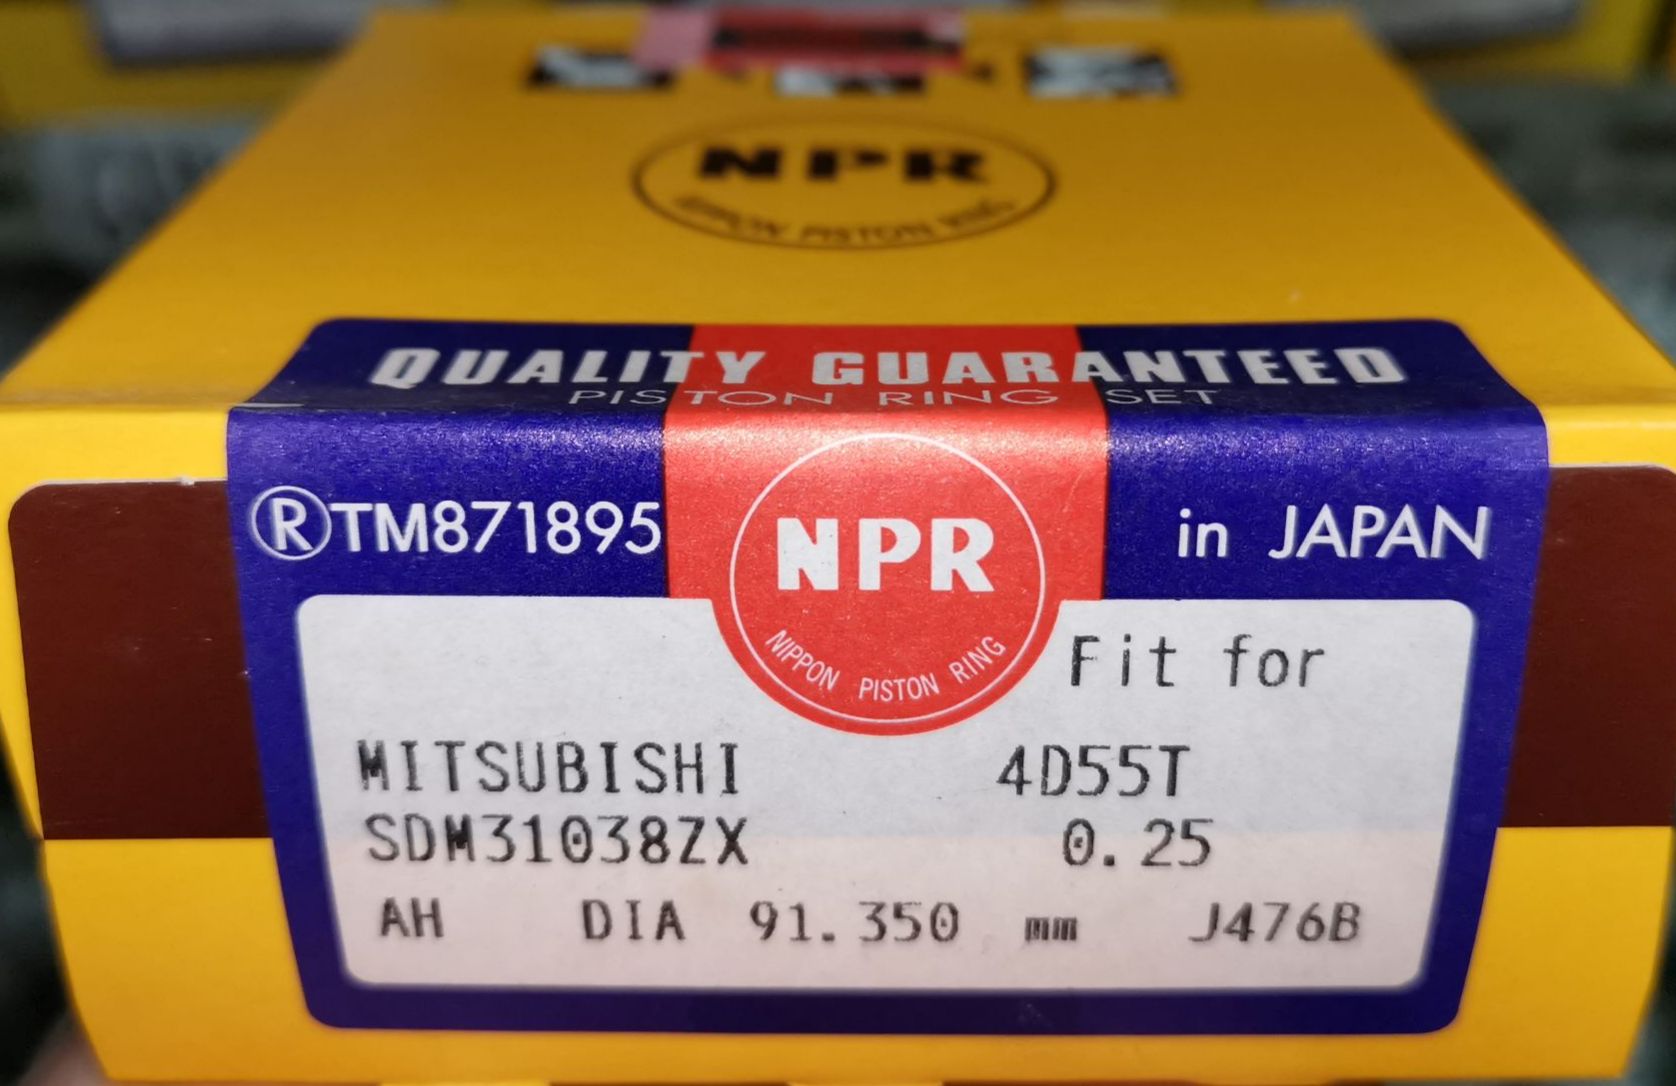 NPR
NIPPON PISTON RING
QUALITY GUARANTEED
PISTON RING SET
®TM871895
NPR
NIPPON PISTON RING
in JAPAN
Fit for
MITSUBISHI 4D55T
SDM31038ZX 0.25
AH DIA 91.350 mm J476B